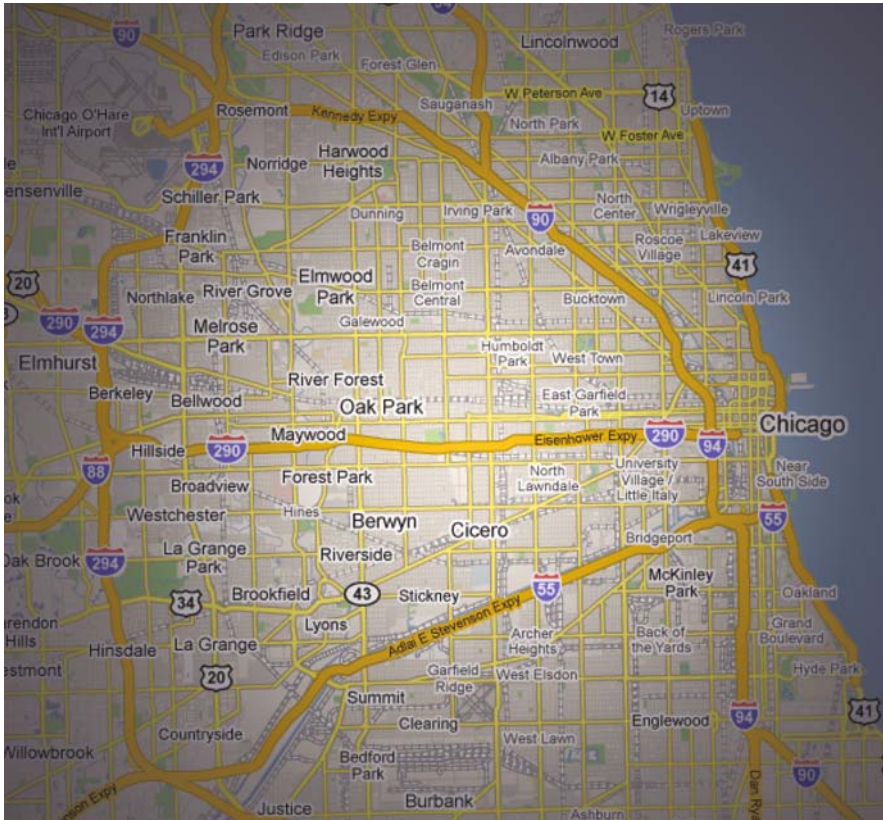 90
Park Ridge
Edison Park
Lincolnwood
Rogers Park
Forest Glen
Sauganash
W Peterson Ave
14
Uptown
Chicago O'Hare
Int'l Airport
Rosemont
Kennedy Expy
North Park
W Foster Ave
Harwood
Heights
Norridge
Albany Park
294
Schiller Park
Dunning
Irving Park
90
North
Center
Wrigleyville
Franklin
Park
Belmont
Cragin
Avondale
Roscoe
Village
Lakeview
41
20
Northlake
River Grove
Elmwood
Park
Belmont
Central
Bucktown
Lincoln Park
290
294
Melrose
Park
Galewood
Elmhurst
Humboldt
Park
West Town
Berkeley
Bellwood
River Forest
Oak Park
East Garfield
Park
Chicago
Hillside
290
Maywood
Eisenhower Expy
290
94
88
Broadview
Forest Park
North
Lawndale
University
Village /
Little Italy
Near
South Side
Westchester
Hines
Berwyn
Cicero
55
Oak Brook
294
La Grange
Park
Riverside
Bridgeport
34
Brookfield
43
Stickney
55
McKinley
Park
Oakland
Hills
Hinsdale
La Grange
Lyons
Adlai E Stevenson Expy
Archer
Heights
Back of
the Yards
Grand
Boulevard
20
Garfield
Ridge
West Elsdon
Hyde Park
Summit
41
Countryside
Clearing
Englewood
94
Willowbrook
West Lawn
Bedford
Park
90
Justice
Burbank
Ashburn